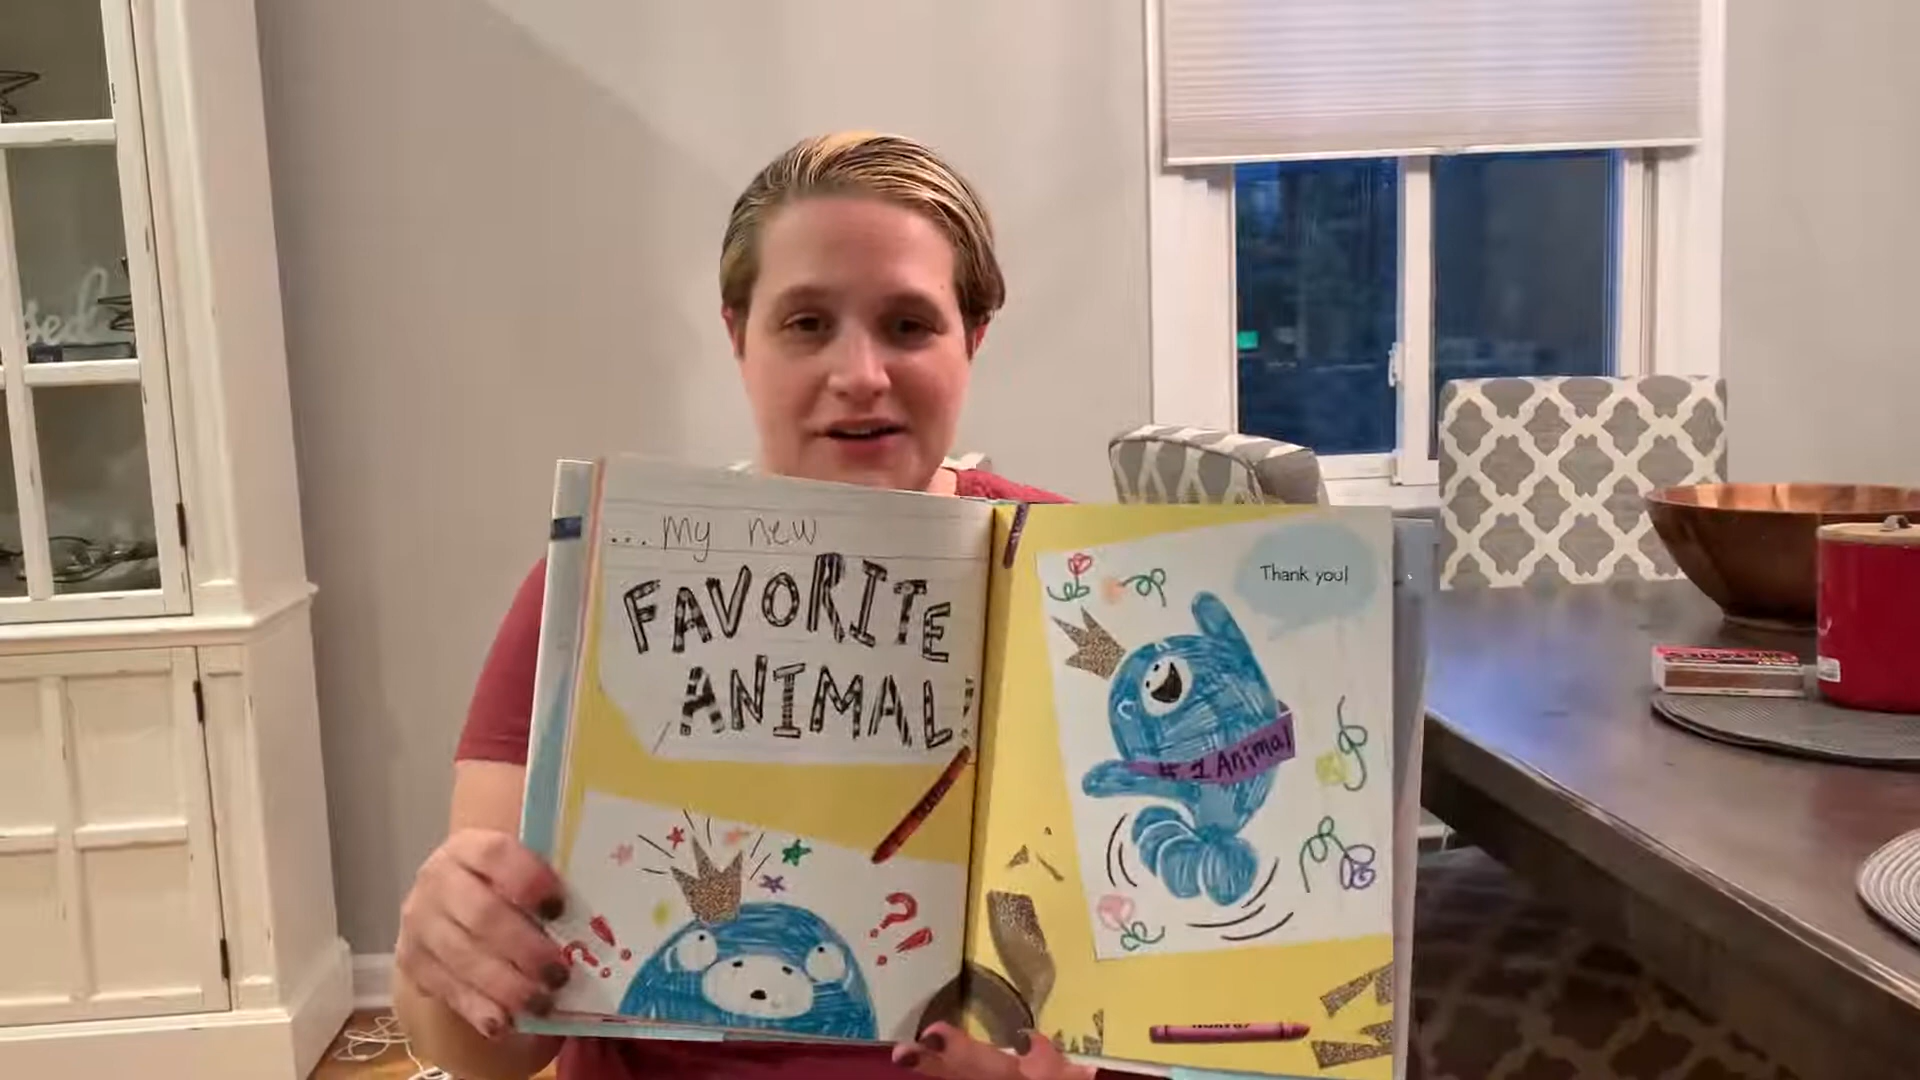 ...my new
FAVORITE
ANIMAL!
?!
?!
Thank you!
#1 Animal